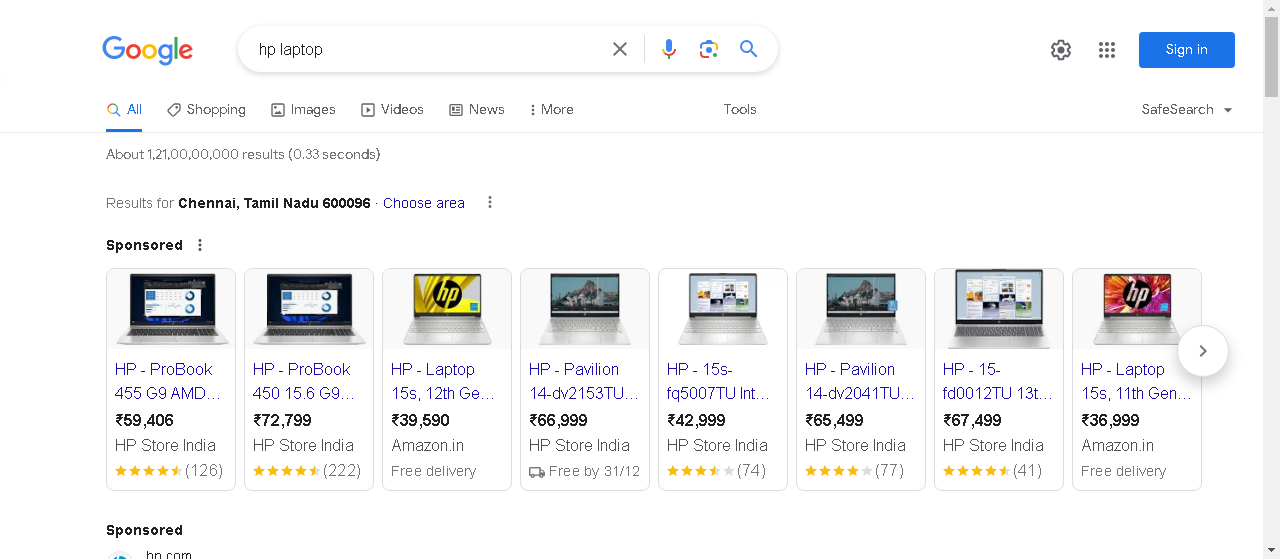 Google
hp laptop
Sign in
All
Shopping
Images
Videos
News
More
Tools
SafeSearch
About 1,21,00,00,000 results (0.33 seconds)
Results for Chennai, Tamil Nadu 600096 · Choose area
Sponsored
hp
hp
HP - ProBook
455 G9 AMD...
₹59,406
HP Store India
(126)
HP - ProBook
450 15.6 G9...
₹72,799
HP Store India
(222)
HP - Laptop
15s, 12th Ge...
₹39,590
Amazon.in
Free delivery
HP - Pavilion
14-dv2153TU...
₹66,999
HP Store India
Free by 31/12
HP - 15s-
fq5007TU Int...
₹42,999
HP Store India
(74)
HP - Pavilion
14-dv2041TU...
₹65,499
HP Store India
(77)
HP - 15-
fd0012TU 13t...
₹67,499
HP Store India
(41)
HP - Laptop
15s, 11th Gen...
₹36,999
Amazon.in
Free delivery
Sponsored
hp.com